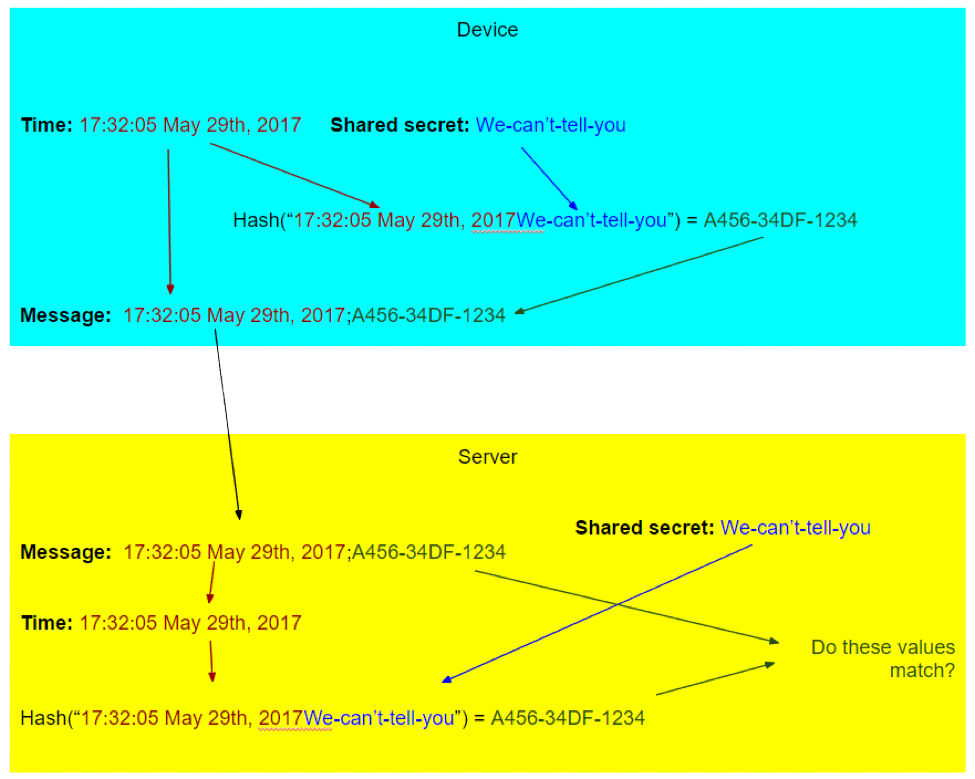 Device
Time: 17:32:05 May 29th, 2017 Shared secret: We-can’t-tell-you
Hash(“17:32:05 May 29th, 2017We-can’t-tell-you”) = A456-34DF-1234
Message: 17:32:05 May 29th, 2017;A456-34DF-1234
Server
Shared secret: We-can’t-tell-you
Message: 17:32:05 May 29th, 2017;A456-34DF-1234
Time: 17:32:05 May 29th, 2017
Do these values
match?
Hash(“17:32:05 May 29th, 2017We-can’t-tell-you”) = A456-34DF-1234